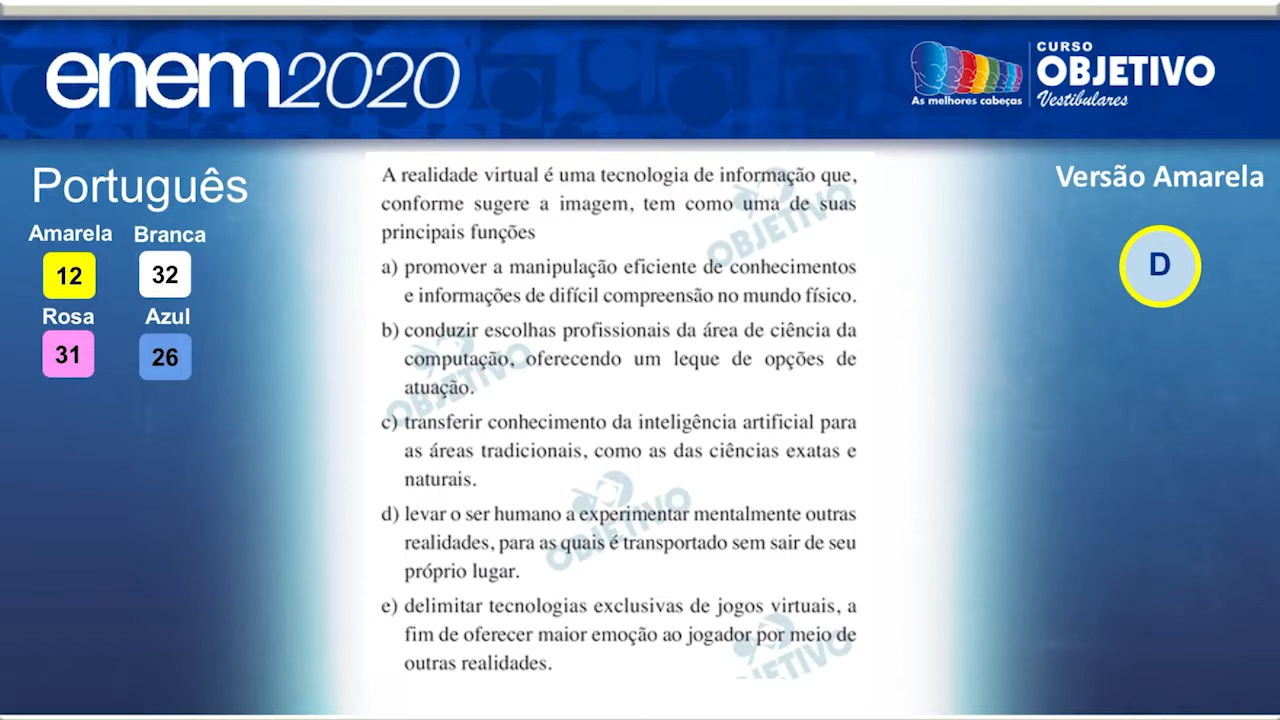 enem2020
As melhores cabeças
CURSO
OBJETIVO
Vestibulares
Português
Amarela Branca
12 32
Rosa Azul
31 26
A realidade virtual é uma tecnologia de informação que,
conforme sugere a imagem, tem como uma de suas
principais funções
a) promover a manipulação eficiente de conhecimentos
e informações de difícil compreensão no mundo físico.
b) conduzir escolhas profissionais da área de ciência da
computação, oferecendo um leque de opções de
atuação.
c) transferir conhecimento da inteligência artificial para
as áreas tradicionais, como as das ciências exatas e
naturais.
d) levar o ser humano a experimentar mentalmente outras
realidades, para as quais é transportado sem sair de seu
próprio lugar.
e) delimitar tecnologias exclusivas de jogos virtuais, a
fim de oferecer maior emoção ao jogador por meio de
outras realidades.
OBJETIVO
OBJETIVO
OBJETIVO
OBJETIVO
Versão Amarela
D